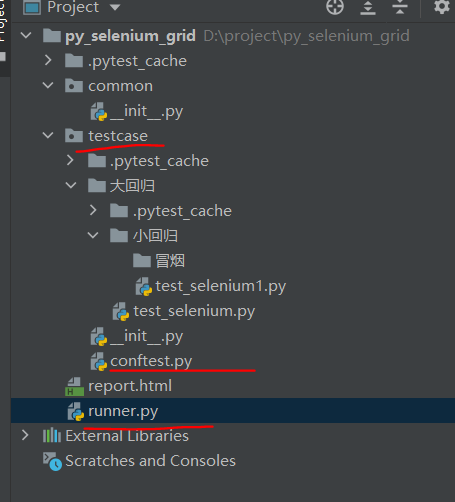 Project
Project
py_selenium_grid D:\project\py_selenium_grid
.pytest_cache
common
__init__.py
testcase
.pytest_cache
大回归
.pytest_cache
小回归
冒烟
test_selenium1.py
test_selenium.py
__init__.py
conftest.py
report.html
runner.py
External Libraries
Scratches and Consoles